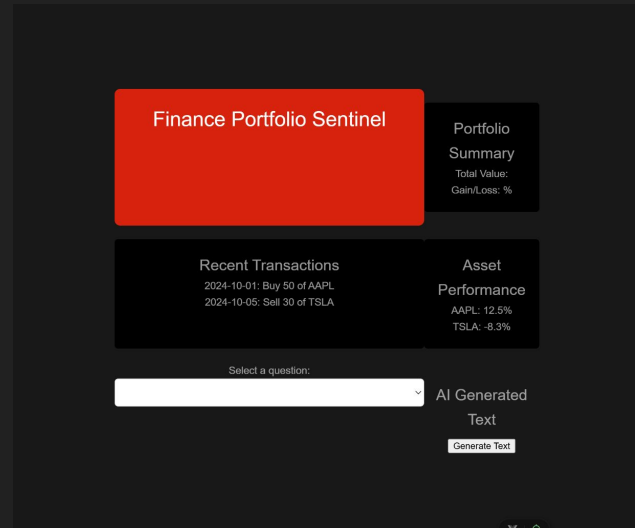 Finance Portfolio Sentinel
Portfolio
Summary
Total Value:
Gain/Loss: %
Recent Transactions
2024-10-01: Buy 50 of AAPL
2024-10-05: Sell 30 of TSLA
Asset
Performance
AAPL: 12.5%
TSLA: -8.3%
Select a question:
AI Generated
Text
Generate Text